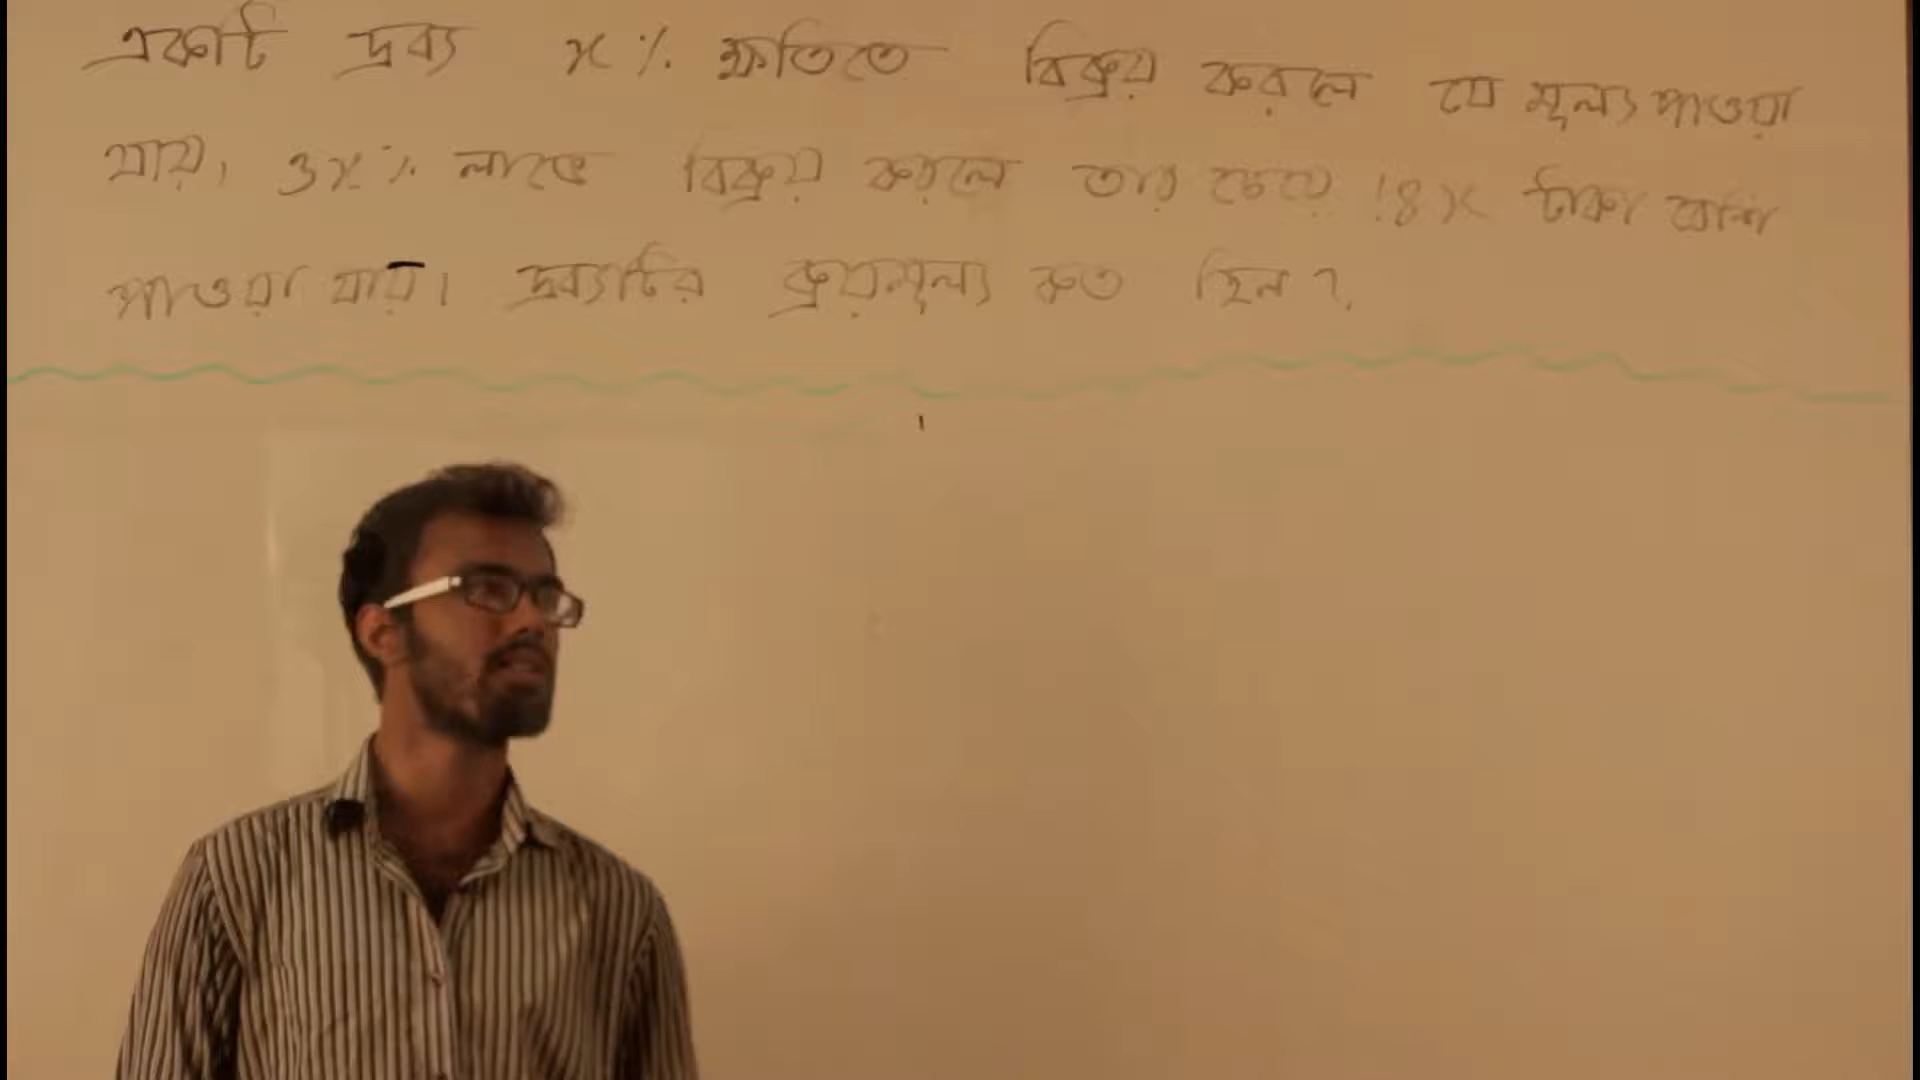 একটি দ্রব্য x% ক্ষতিতে বিক্রয় করলে যে মূল্য পাওয়া
যায়, 3x% লাভে বিক্রয় করলে তার চেয়ে 18x টাকা বেশি
পাওয়া যায়। দ্রব্যটির ক্রয়মূল্য কত ছিল?